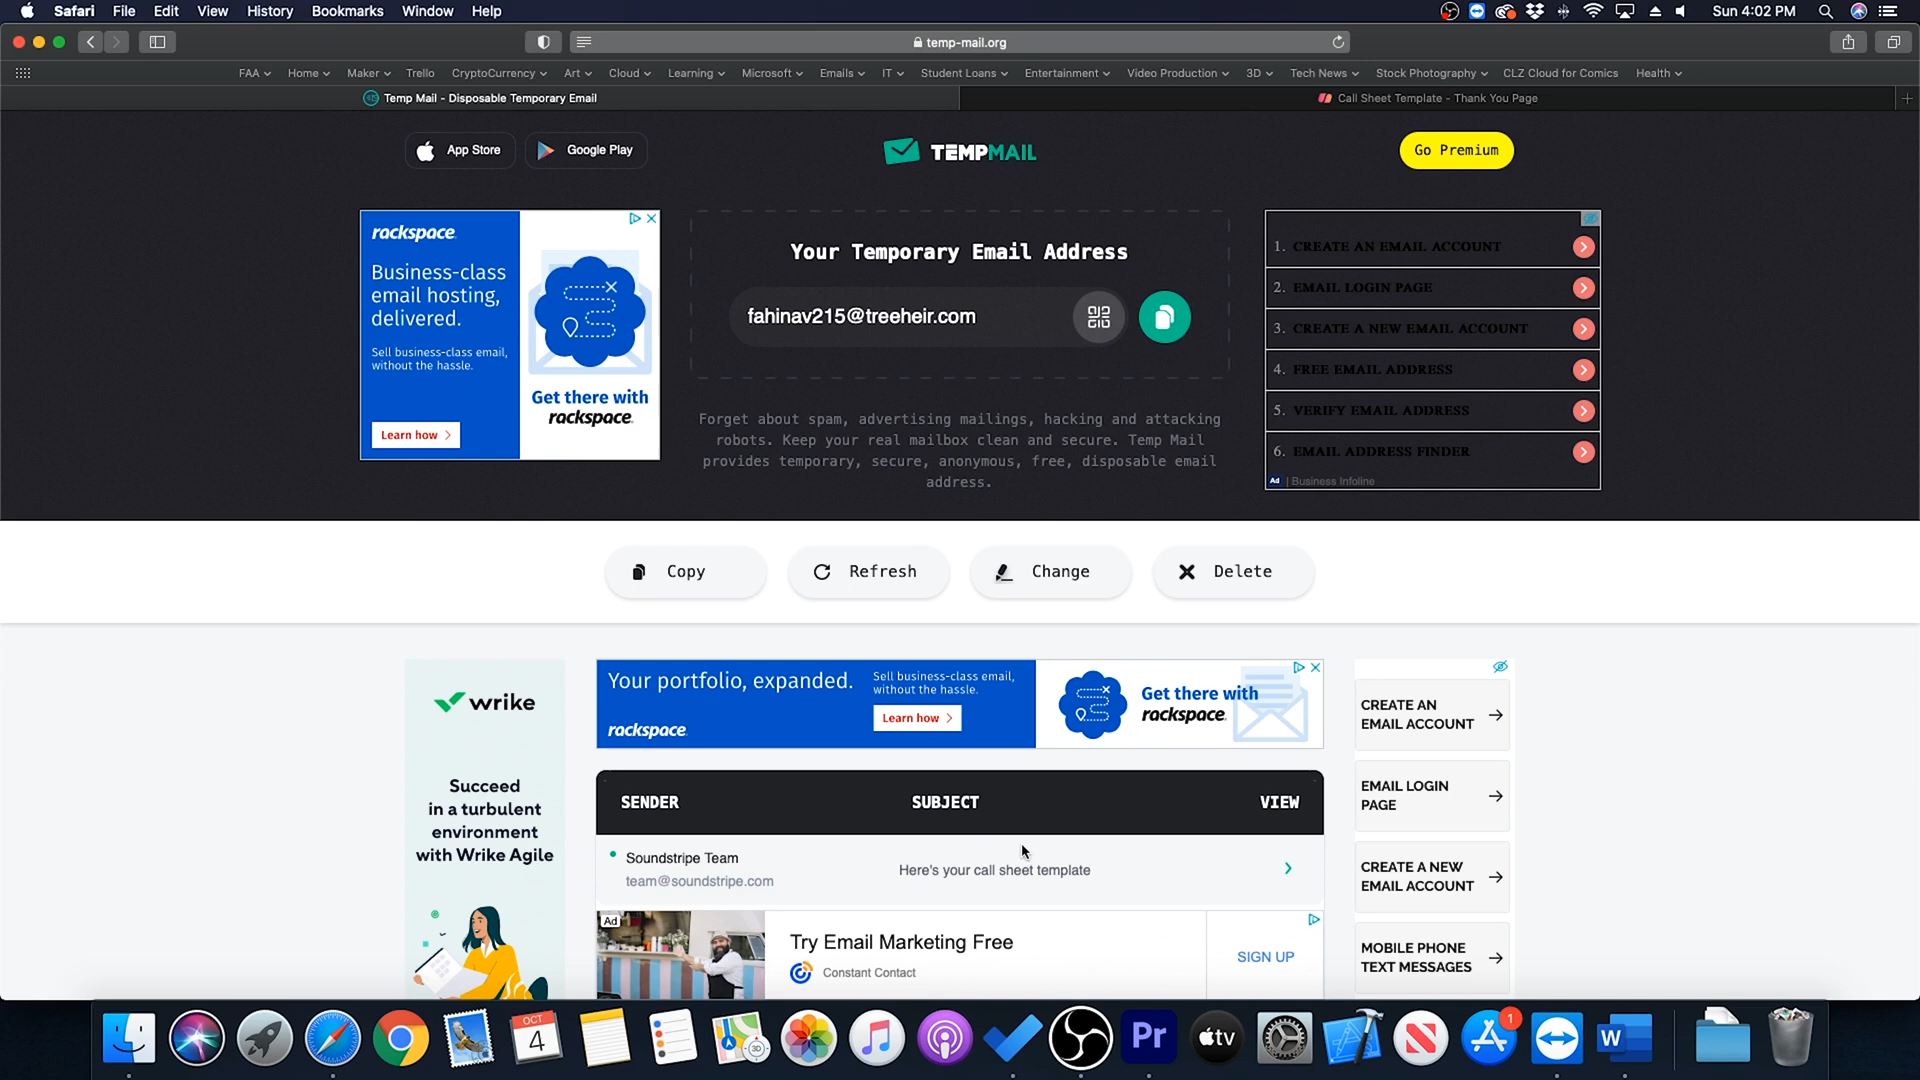 Safari File Edit View History Bookmarks Window Help
Sun 4:02 PM
temp-mail.org
FAA Home Maker Trello CryptoCurrency Art Cloud Learning Microsoft Emails IT Student Loans Entertainment Video Production 3D Tech News Stock Photography CLZ Cloud for Comics Health
Temp Mail - Disposable Temporary Email
Call Sheet Template - Thank You Page
App Store
Google Play
TEMPMAIL
Go Premium
rackspace.
Business-class
email hosting,
delivered.
Sell business-class email,
without the hassle.
Learn how
Get there with
rackspace.
Your Temporary Email Address
fahinav215@treeheir.com
Forget about spam, advertising mailings, hacking and attacking
robots. Keep your real mailbox clean and secure. Temp Mail
provides temporary, secure, anonymous, free, disposable email
address.
1. CREATE AN EMAIL ACCOUNT
2. EMAIL LOGIN PAGE
3. CREATE A NEW EMAIL ACCOUNT
4. FREE EMAIL ADDRESS
5. VERIFY EMAIL ADDRESS
6. EMAIL ADDRESS FINDER
Ad | Business Infoline
Copy
Refresh
Change
Delete
wrike
Succeed
in a turbulent
environment
with Wrike Agile
Your portfolio, expanded.
rackspace.
Sell business-class email,
without the hassle.
Learn how
Get there with
rackspace.
SENDER SUBJECT VIEW
Soundstripe Team
team@soundstripe.com
Here's your call sheet template
Ad
Try Email Marketing Free
Constant Contact
SIGN UP
CREATE AN
EMAIL ACCOUNT
EMAIL LOGIN
PAGE
CREATE A NEW
EMAIL ACCOUNT
MOBILE PHONE
TEXT MESSAGES
OCT
4
3D
Pr
tv
N
1
W